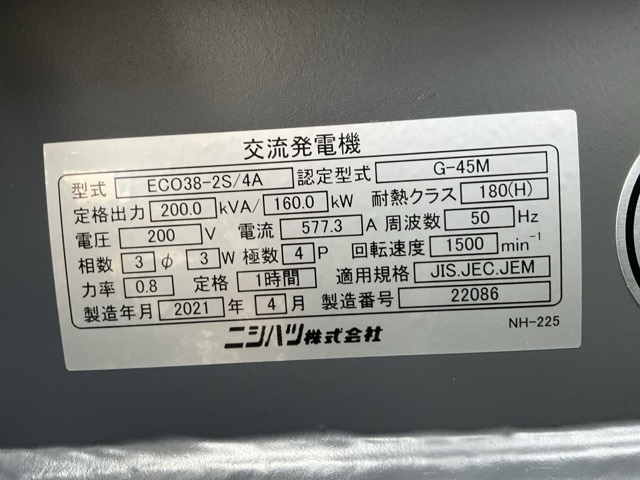 交流発電機
型式 ECO38-2S/4A 認定型式 G-45M
定格出力 200.0 kVA/ 160.0 kW 耐熱クラス 180(H)
電圧 200 V 電流 577.3 A 周波数 50 Hz
相数 3 φ 3 W 極数 4 P 回転速度 1500 min⁻¹
力率 0.8 定格 1時間 適用規格 JIS.JEC.JEM
製造年月 2021 年 4 月 製造番号 22086
ニシハツ株式会社
NH-225